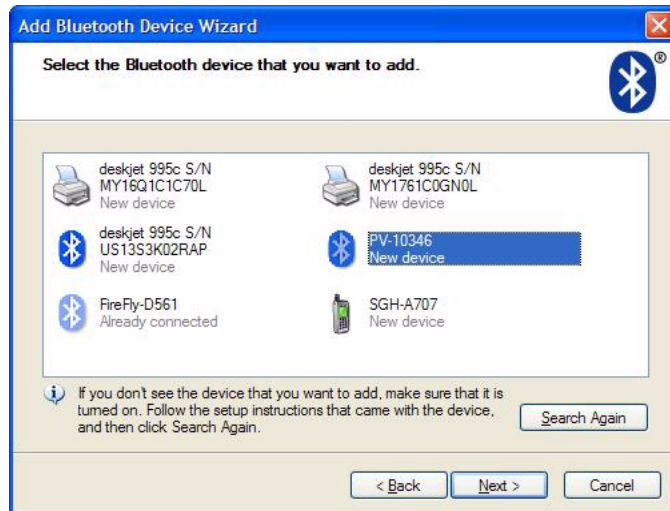 Add Bluetooth Device Wizard
Select the Bluetooth device that you want to add.
®
deskjet 995c S/N
MY16Q1C1C70L
New device
deskjet 995c S/N
MY1761C0GN0L
New device
deskjet 995c S/N
US13S3K02RAP
New device
PV-10346
New device
FireFly-D561
Already connected
SGH-A707
New device
If you don't see the device that you want to add, make sure that it is
turned on. Follow the setup instructions that came with the device,
and then click Search Again.
Search Again
< Back
Next >
Cancel